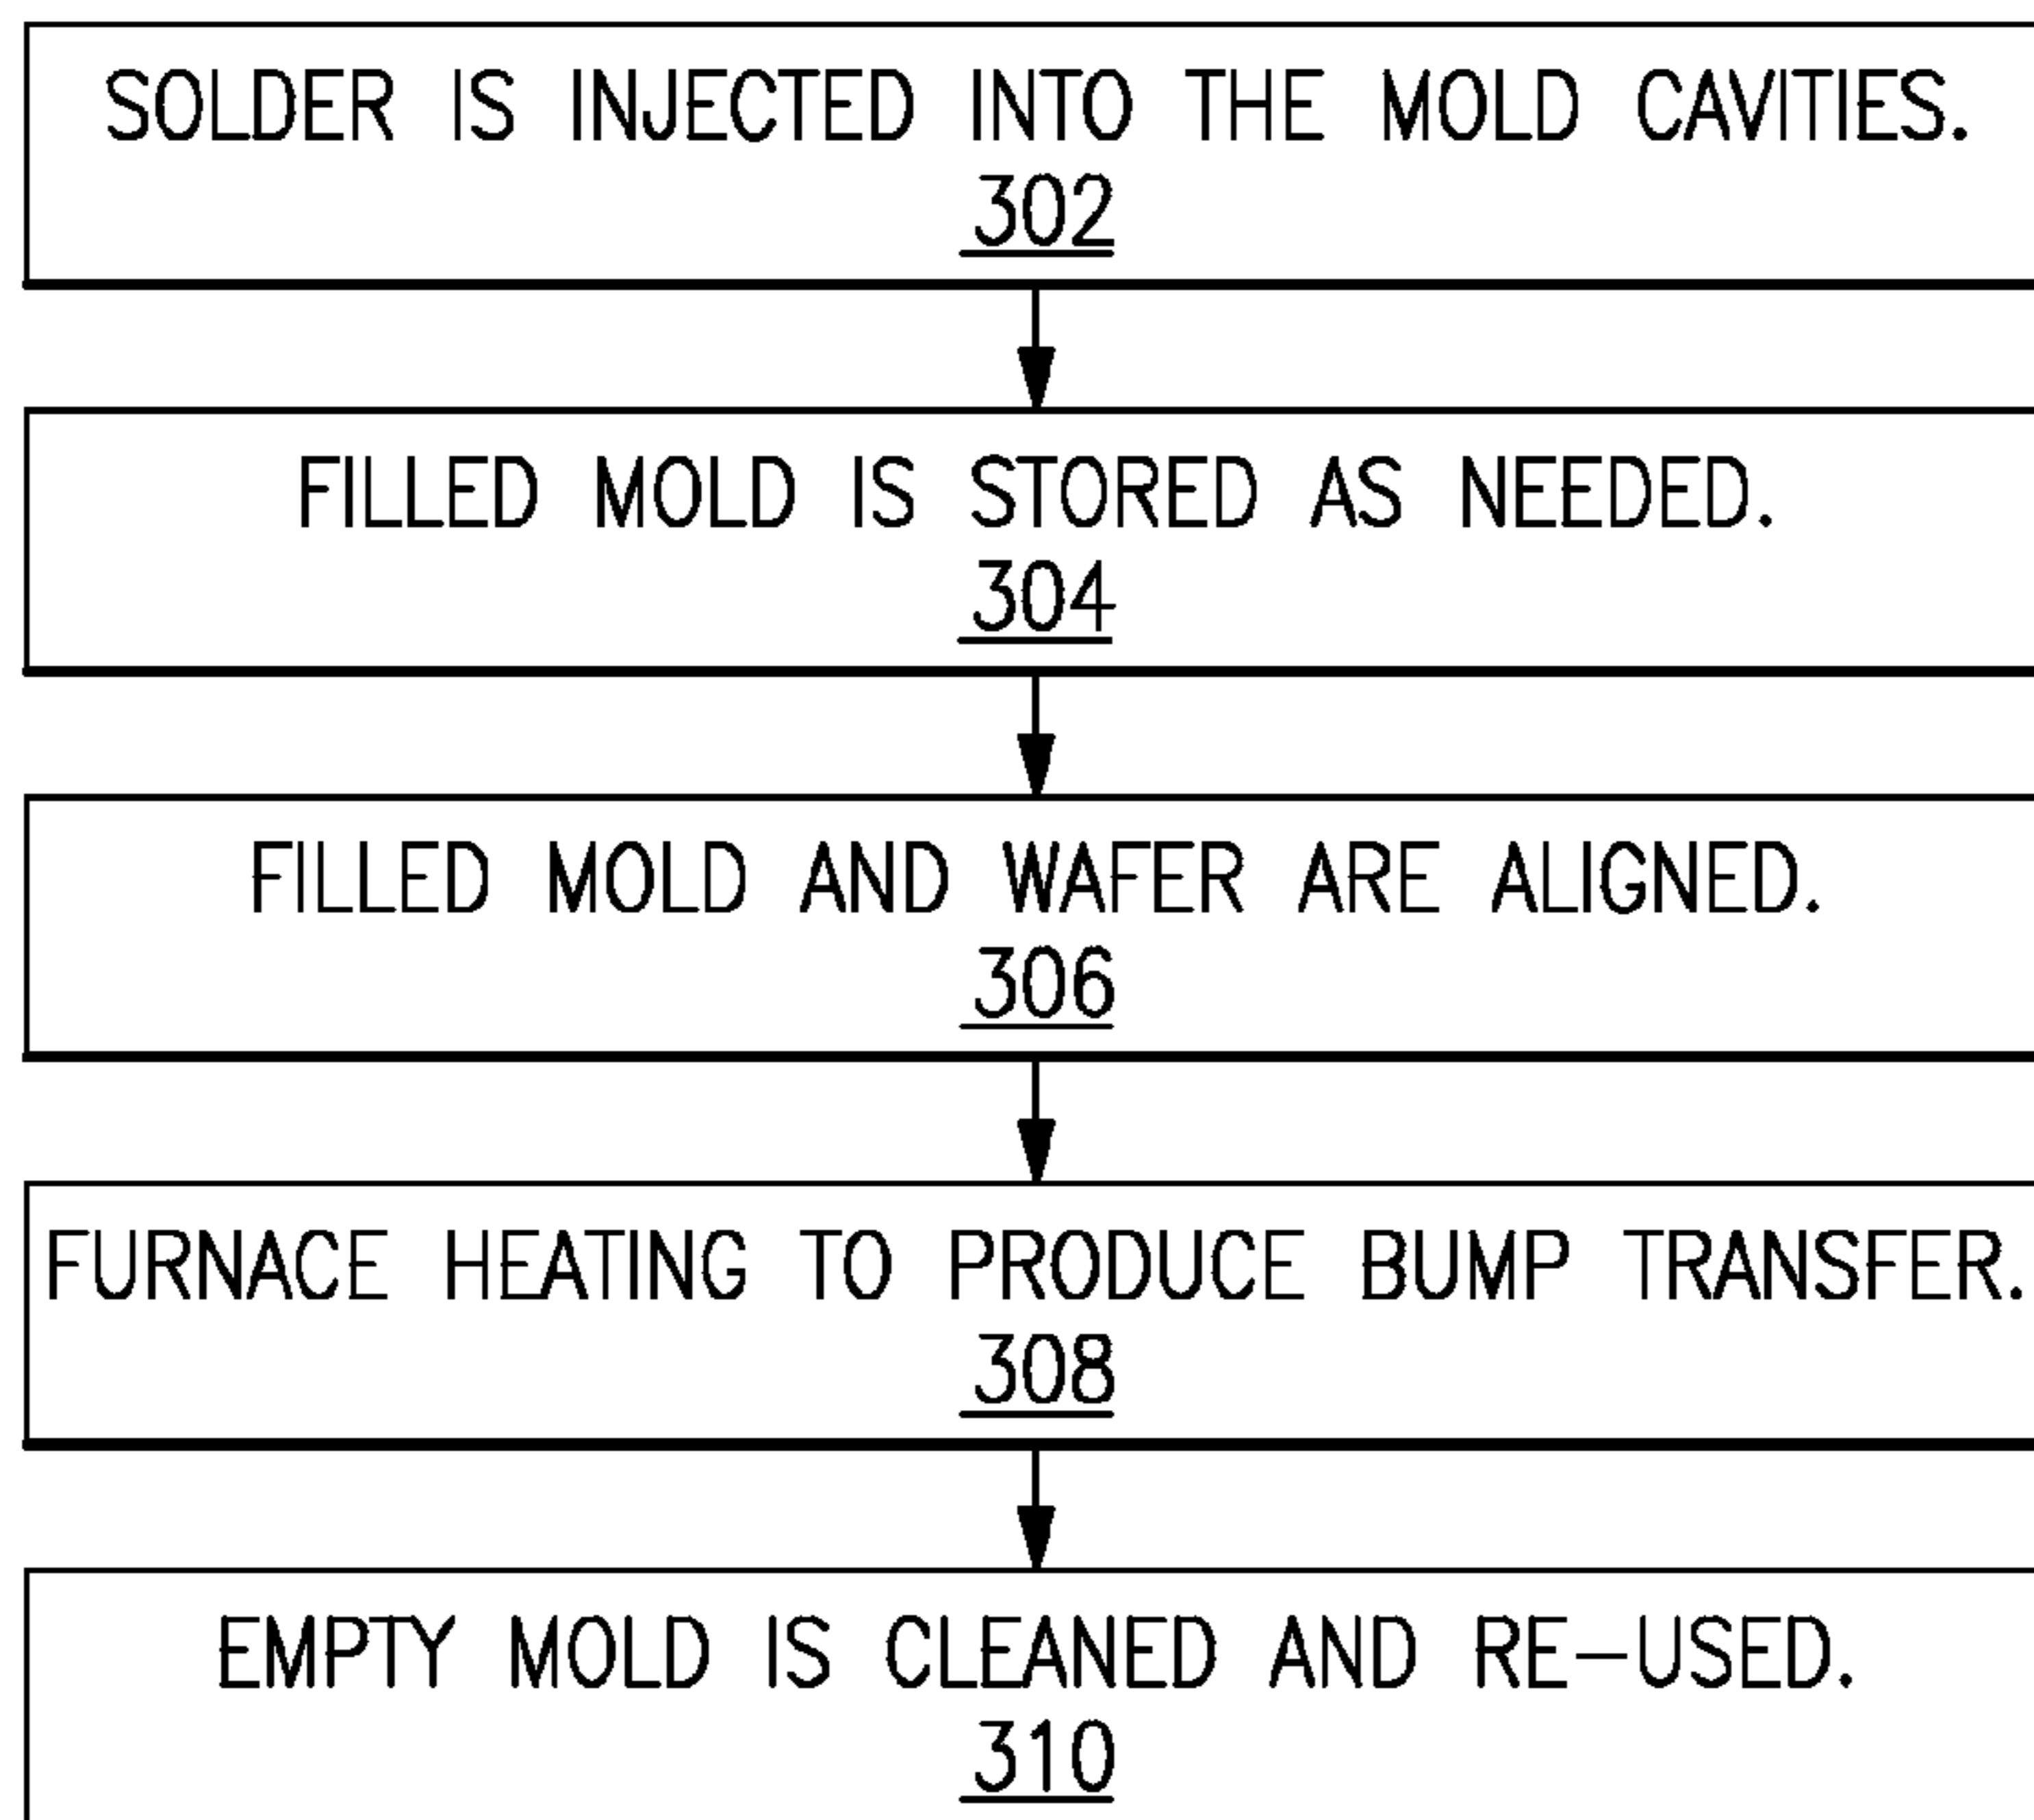 SOLDER IS INJECTED INTO THE MOLD CAVITIES.
302
FILLED MOLD IS STORED AS NEEDED.
304
FILLED MOLD AND WAFER ARE ALIGNED.
306
FURNACE HEATING TO PRODUCE BUMP TRANSFER.
308
EMPTY MOLD IS CLEANED AND RE-USED.
310